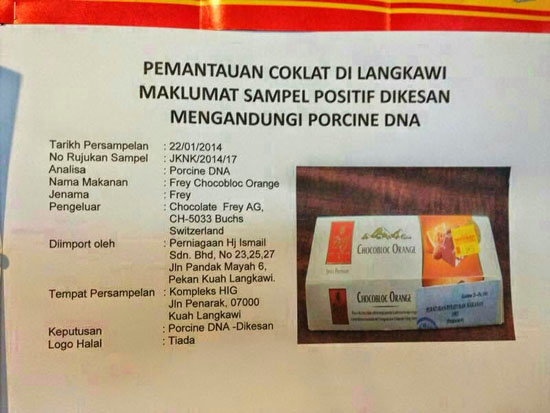 PEMANTAUAN COKLAT DI LANGKAWI
MAKLUMAT SAMPEL POSITIF DIKESAN
MENGANDUNGI PORCINE DNA
Tarikh Persampelan : 22/01/2014
No Rujukan Sampel : JKNK/2014/17
Analisa : Porcine DNA
Nama Makanan : Frey Chocobloc Orange
Jenama : Frey
Pengeluar : Chocolate Frey AG,
CH-5033 Buchs
Switzerland
Diimport oleh : Perniagaan Hj Ismail
Sdn. Bhd, No 23,25,27
Jln Pandak Mayah 6,
Pekan Kuah Langkawi.
Tempat Persampelan : Kompleks HIG
Jln Penarak, 07000
Kuah Langkawi
Keputusan : Porcine DNA -Dikesan
Logo Halal : Tiada
CHOCOBLOC ORANGE
CHOCOBLOC ORANGE